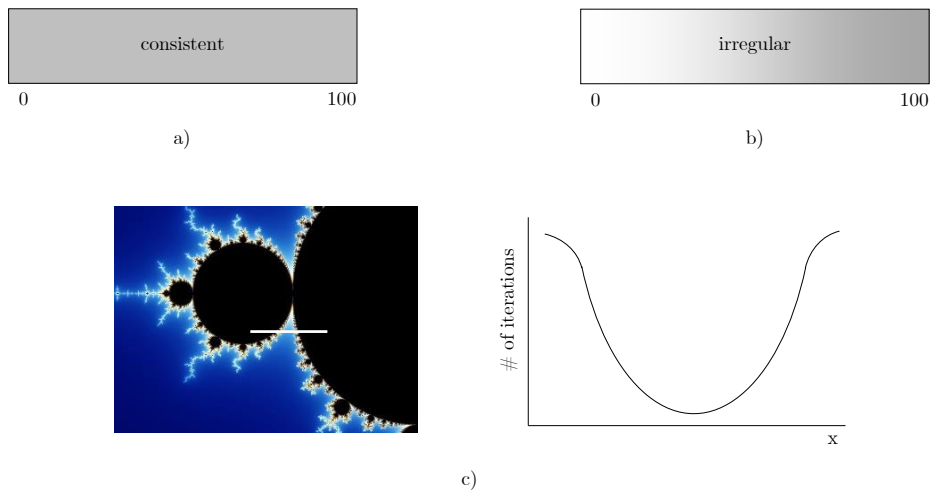 consistent
0 100
a)
irregular
0 100
b)
# of iterations
x
c)